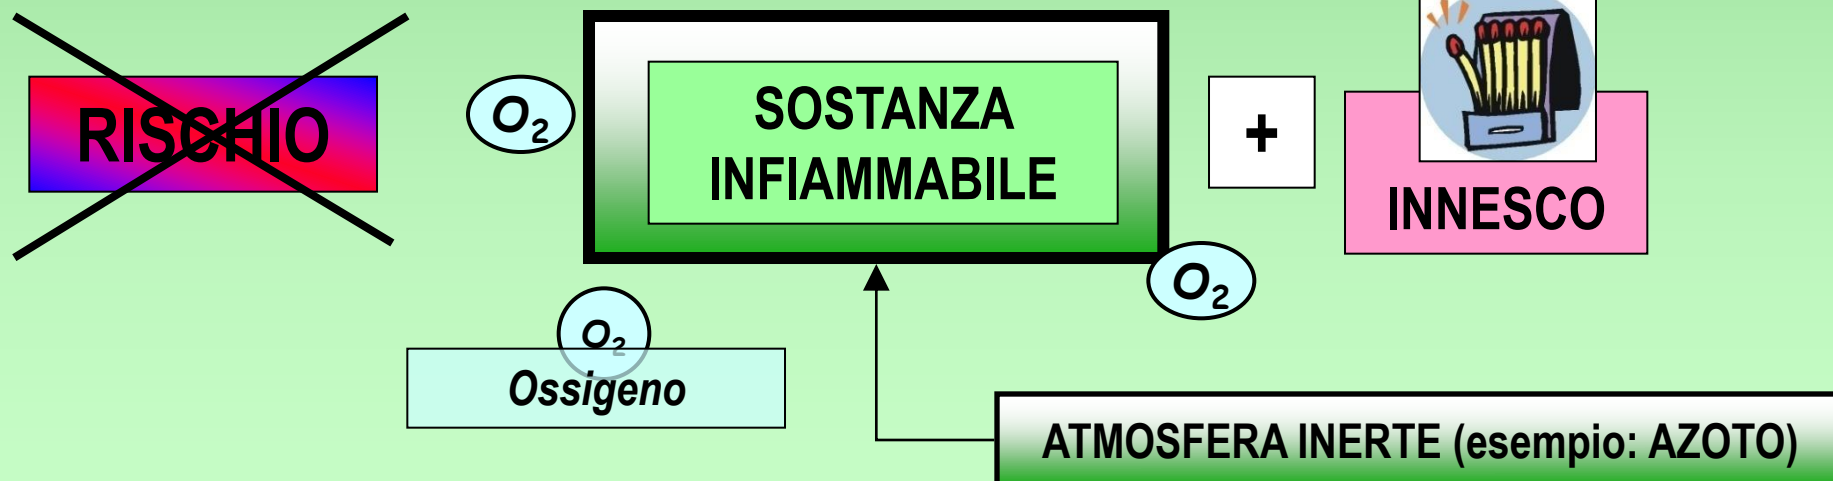 RISCHIO
O₂
SOSTANZA
INFIAMMABILE
+
INNESCO
O₂
O₂
Ossigeno
ATMOSFERA INERTE (esempio: AZOTO)